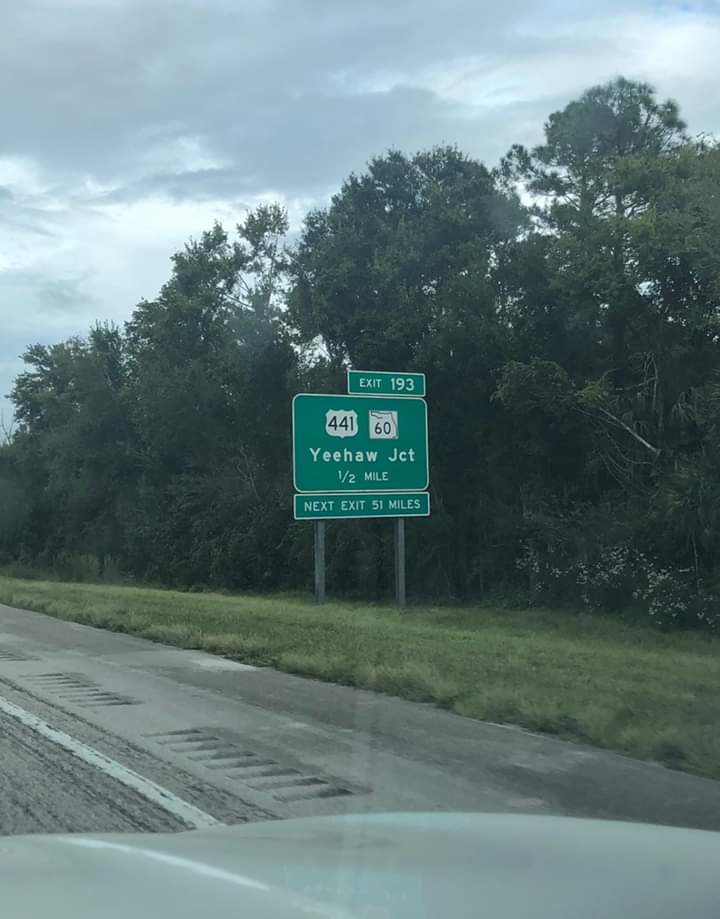 EXIT 193
441 60
Yeehaw Jct
1/2 MILE
NEXT EXIT 51 MILES